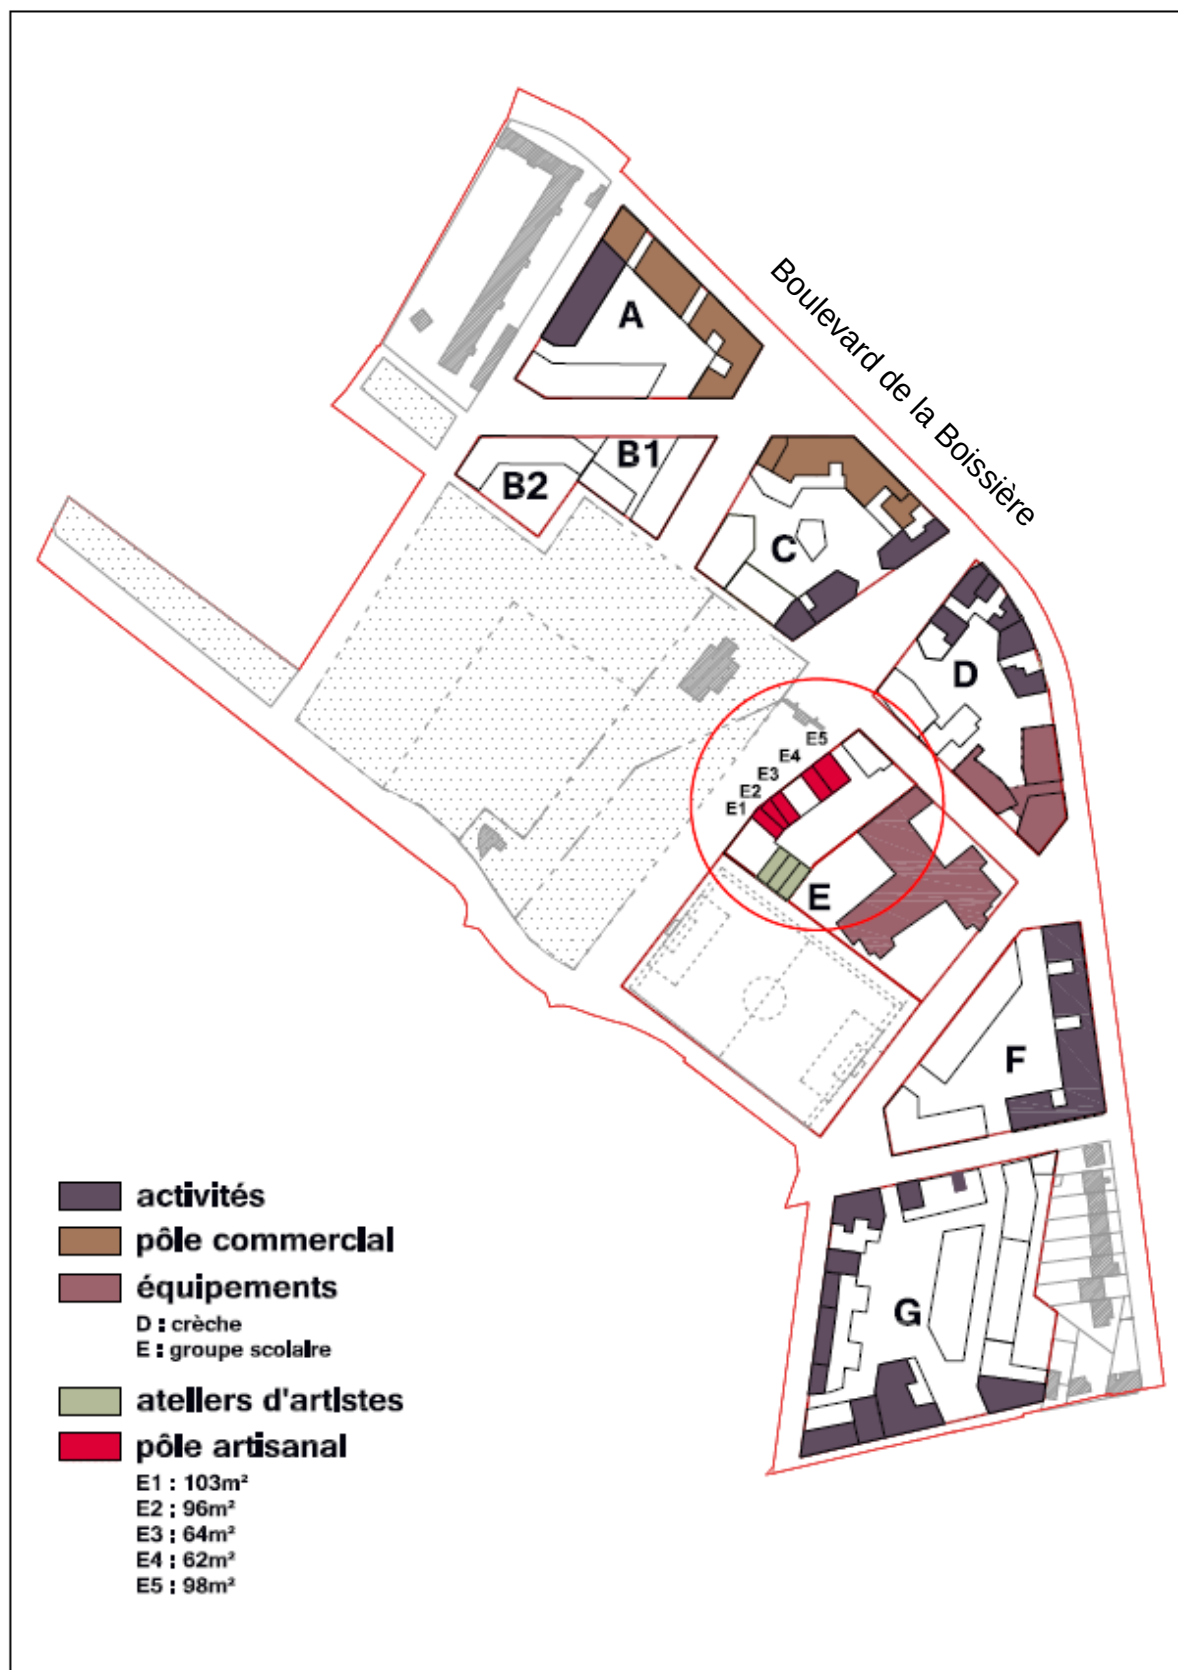 Boulevard de la Boissière
A
B1
B2
C
D
E5
E4
E3
E2
E1
E
F
G
activités
pôle commercial
équipements
D : crèche
E : groupe scolaire
ateliers d'artistes
pôle artisanal
E1 : 103m²
E2 : 96m²
E3 : 64m²
E4 : 62m²
E5 : 98m²